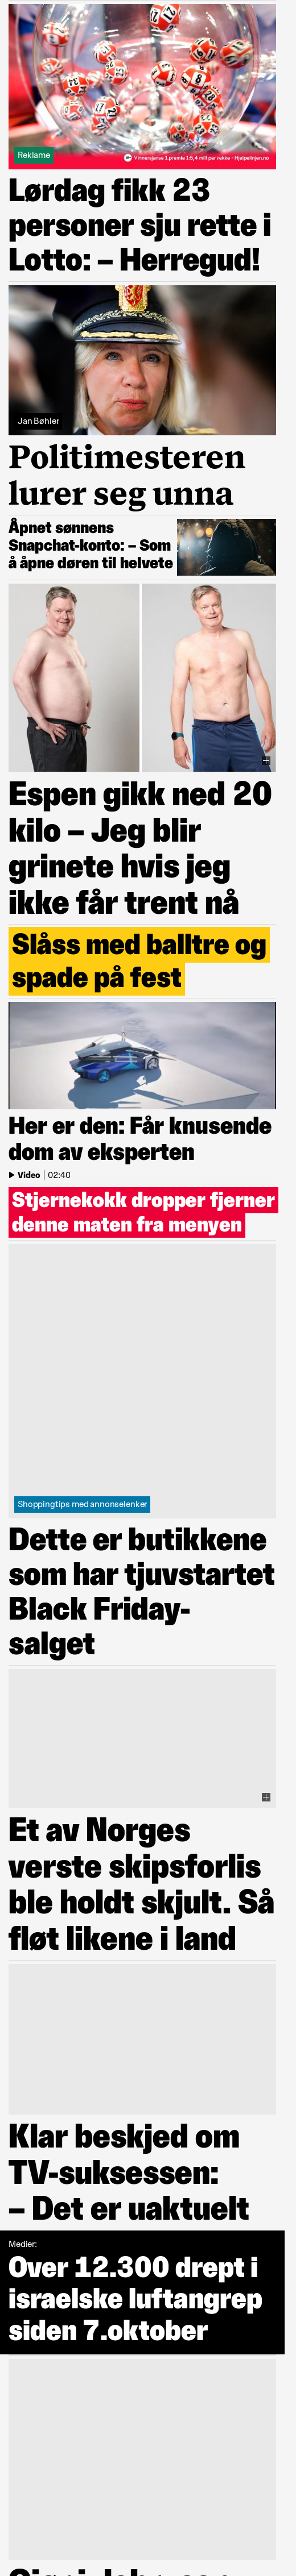 Reklame
Vinnersjanse 1.premie 1:5,4 mill per rekke - Hjelpelinjen.no
Lørdag fikk 23
personer sju rette i
Lotto: – Herregud!
Jan Bøhler
Politimesteren
lurer seg unna
Åpnet sønnens
Snapchat-konto: – Som
å åpne døren til helvete
Espen gikk ned 20
kilo – Jeg blir
grinete hvis jeg
ikke får trent nå
Slåss med balltre og
spade på fest
Her er den: Får knusende
dom av eksperten
Video | 02:40
Stjernekokk dropper fjerner
denne maten fra menyen
Shoppingtips med annonselenker
Dette er butikkene
som har tjuvstartet
Black Friday-
salget
Et av Norges
verste skipsforlis
ble holdt skjult. Så
fløt likene i land
Klar beskjed om
TV-suksessen:
– Det er uaktuelt
Medier:
Over 12.300 drept i
israelske luftangrep
siden 7.oktober